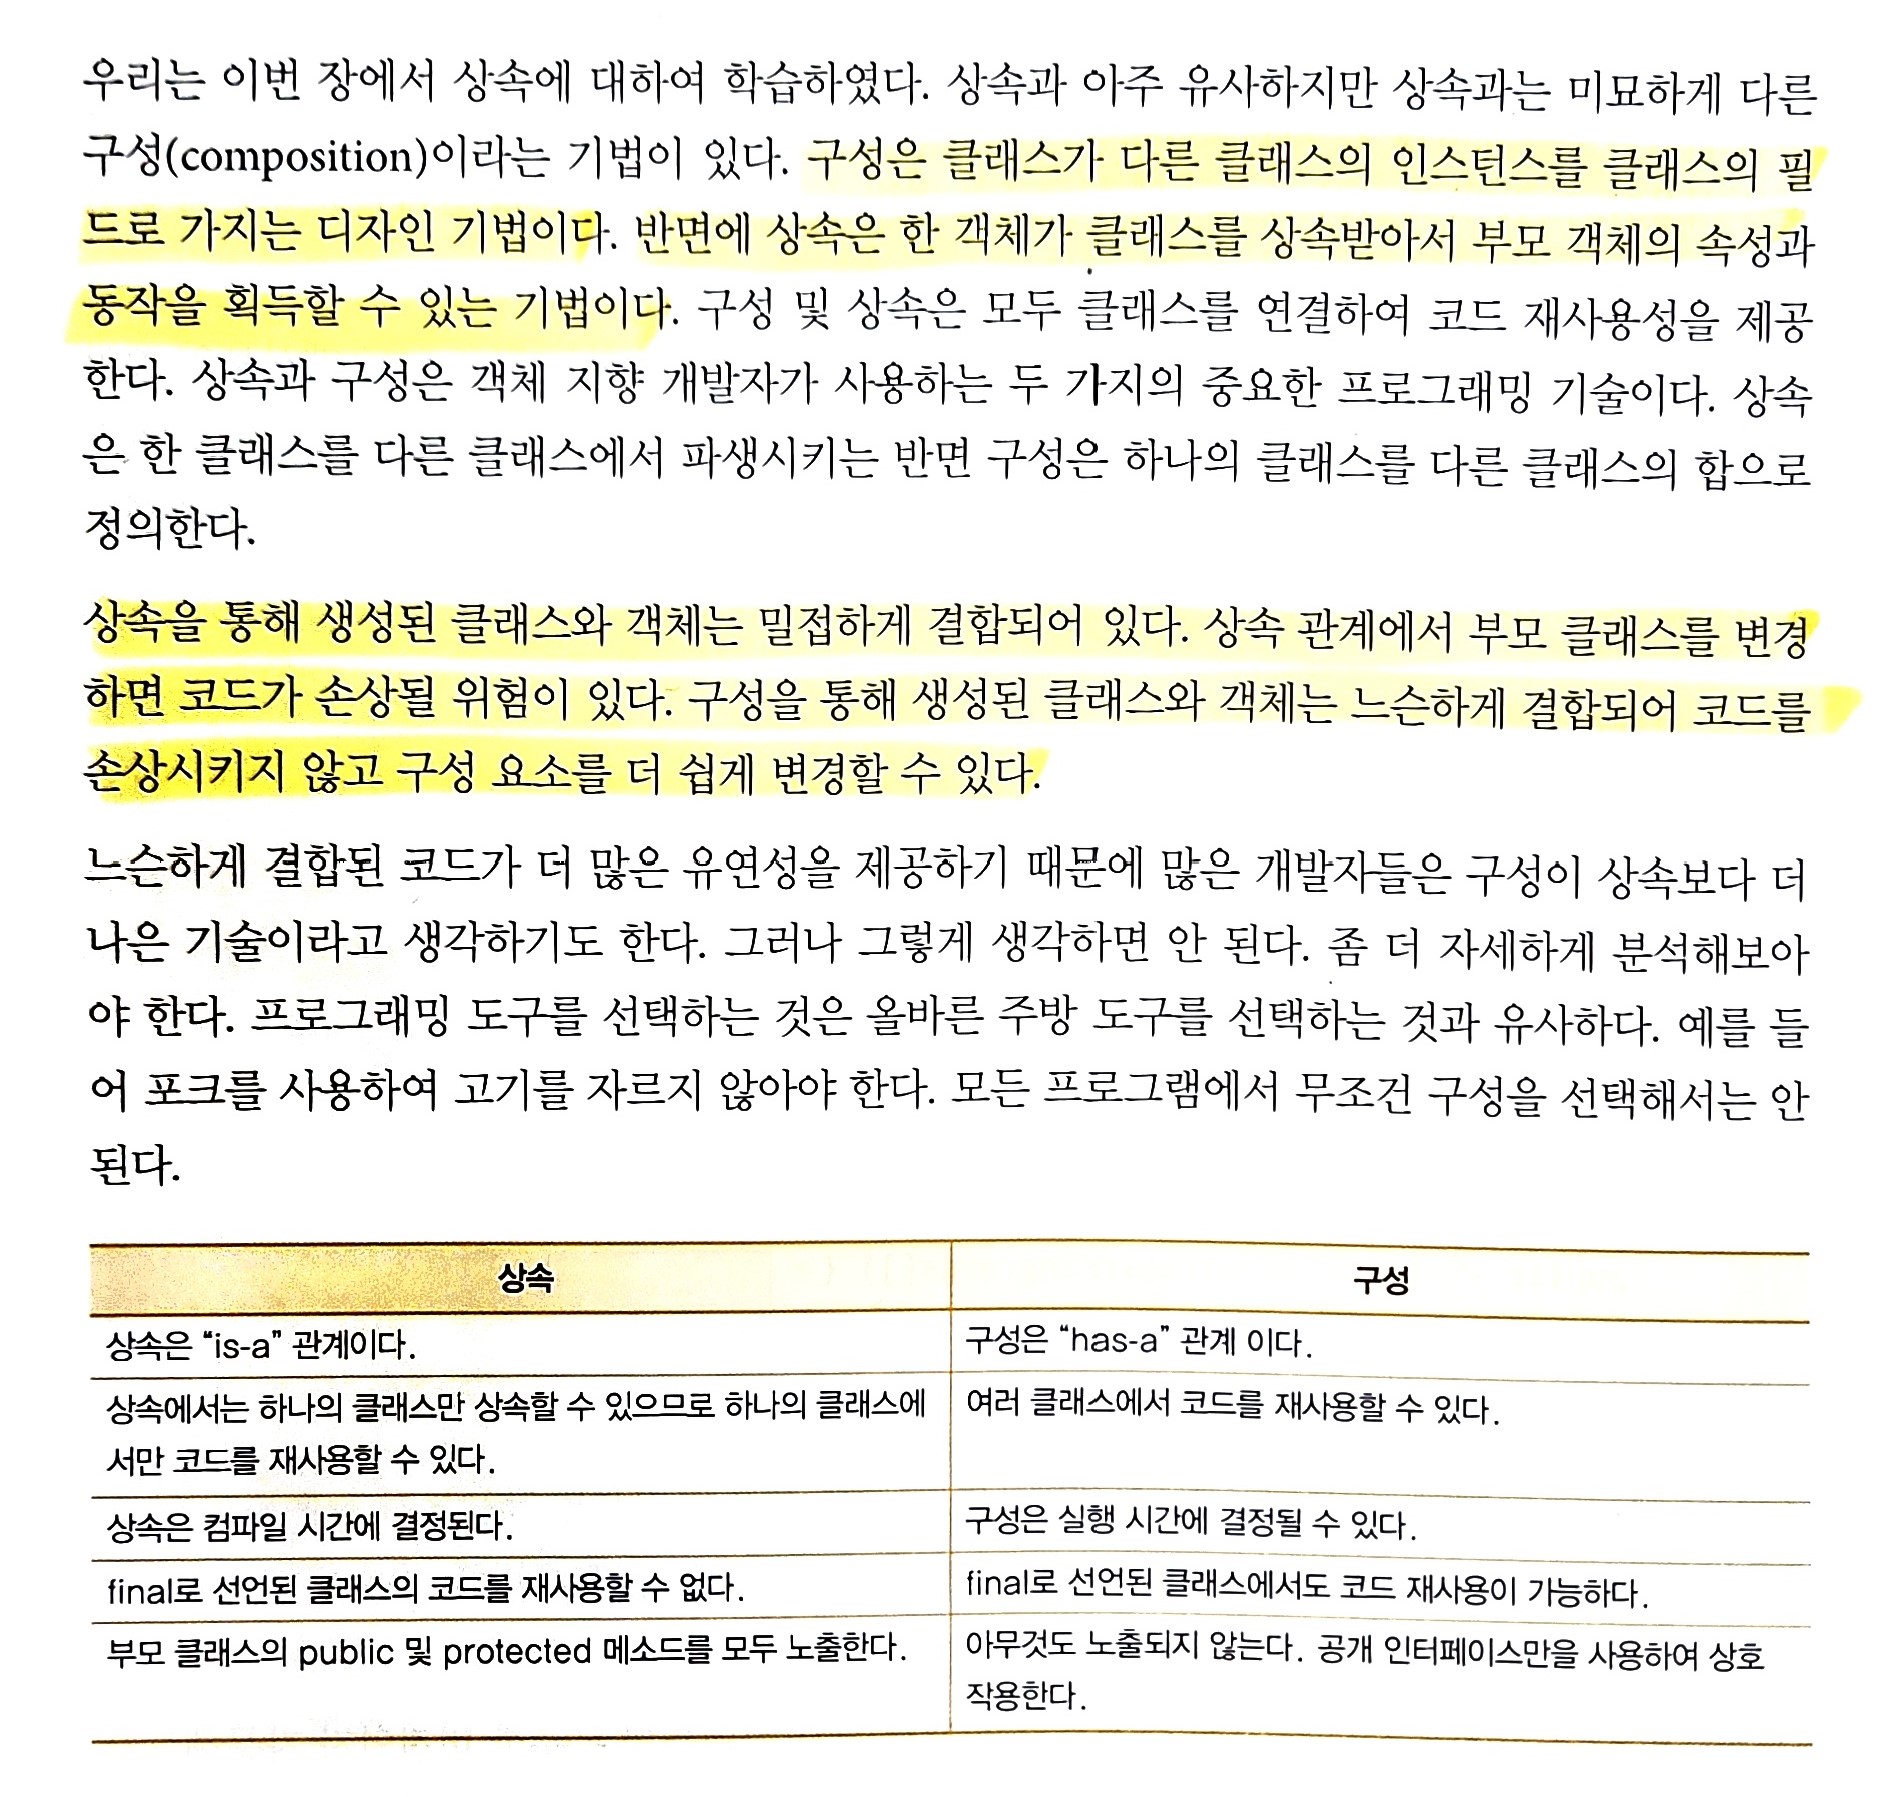 우리는 이번 장에서 상속에 대하여 학습하였다. 상속과 아주 유사하지만 상속과는 미묘하게 다른
구성(composition)이라는 기법이 있다. 구성은 클래스가 다른 클래스의 인스턴스를 클래스의 필
드로 가지는 디자인 기법이다. 반면에 상속은 한 객체가 클래스를 상속받아서 부모 객체의 속성과
동작을 획득할 수 있는 기법이다. 구성 및 상속은 모두 클래스를 연결하여 코드 재사용성을 제공
한다. 상속과 구성은 객체 지향 개발자가 사용하는 두 가지의 중요한 프로그래밍 기술이다. 상속
은 한 클래스를 다른 클래스에서 파생시키는 반면 구성은 하나의 클래스를 다른 클래스의 합으로
정의한다.
상속을 통해 생성된 클래스와 객체는 밀접하게 결합되어 있다. 상속 관계에서 부모 클래스를 변경
하면 코드가 손상될 위험이 있다. 구성을 통해 생성된 클래스와 객체는 느슨하게 결합되어 코드를
손상시키지 않고 구성 요소를 더 쉽게 변경할 수 있다.
느슨하게 결합된 코드가 더 많은 유연성을 제공하기 때문에 많은 개발자들은 구성이 상속보다 더
나은 기술이라고 생각하기도 한다. 그러나 그렇게 생각하면 안 된다. 좀 더 자세하게 분석해보아
야 한다. 프로그래밍 도구를 선택하는 것은 올바른 주방 도구를 선택하는 것과 유사하다. 예를 들
어 포크를 사용하여 고기를 자르지 않아야 한다. 모든 프로그램에서 무조건 구성을 선택해서는 안
된다.
상속
구성
상속은 “is-a” 관계이다.
구성은 “has-a” 관계 이다.
상속에서는 하나의 클래스만 상속할 수 있으므로 하나의 클래스에
서만 코드를 재사용할 수 있다.
여러 클래스에서 코드를 재사용할 수 있다.
상속은 컴파일 시간에 결정된다.
구성은 실행 시간에 결정될 수 있다.
final로 선언된 클래스의 코드를 재사용할 수 없다.
final로 선언된 클래스에서도 코드 재사용이 가능하다.
부모 클래스의 public 및 protected 메소드를 모두 노출한다.
아무것도 노출되지 않는다. 공개 인터페이스만을 사용하여 상호
작용한다.